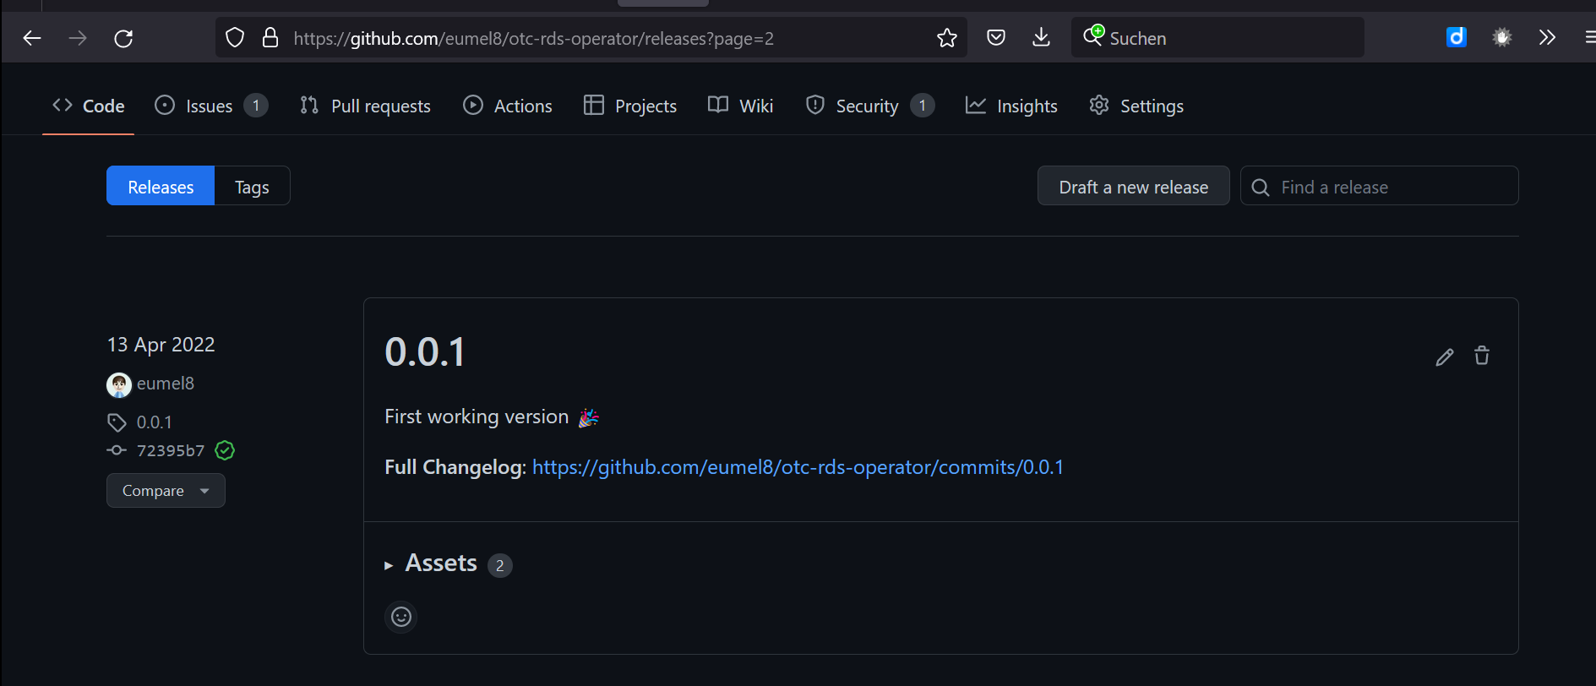 https://github.com/eumel8/otc-rds-operator/releases?page=2
Suchen
Code Issues 1 Pull requests Actions Projects Wiki Security 1 Insights Settings
Releases Tags
Draft a new release
Find a release
13 Apr 2022
eumel8
0.0.1
72395b7
Compare
0.0.1
First working version 🎉
Full Changelog: https://github.com/eumel8/otc-rds-operator/commits/0.0.1
Assets 2